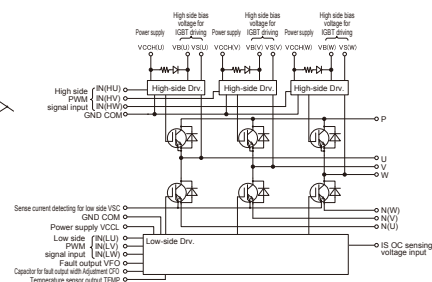 High side bias
voltage for
Power supply IGBT driving
High side bias
voltage for
Power supply IGBT driving
High side bias
voltage for
Power supply IGBT driving
VCCH(U) VB(U) VS(U) VCCH(V) VB(V) VS(V) VCCH(W) VB(W) VS(W)
High side
PWM
signal input
IN(HU)
IN(HV)
IN(HW)
GND COM
High-side Drv. High-side Drv. High-side Drv.
P
U
V
W
Sense current detecting for low side VSC
GND COM
Power supply VCCL
Low side
PWM
signal input
IN(LU)
IN(LV)
IN(LW)
Fault output VFO
Capacitor for fault output width Adjustment CFO
Temperature sensor output TEMP
Low-side Drv.
N(W)
N(V)
N(U)
IS OC sensing
voltage input